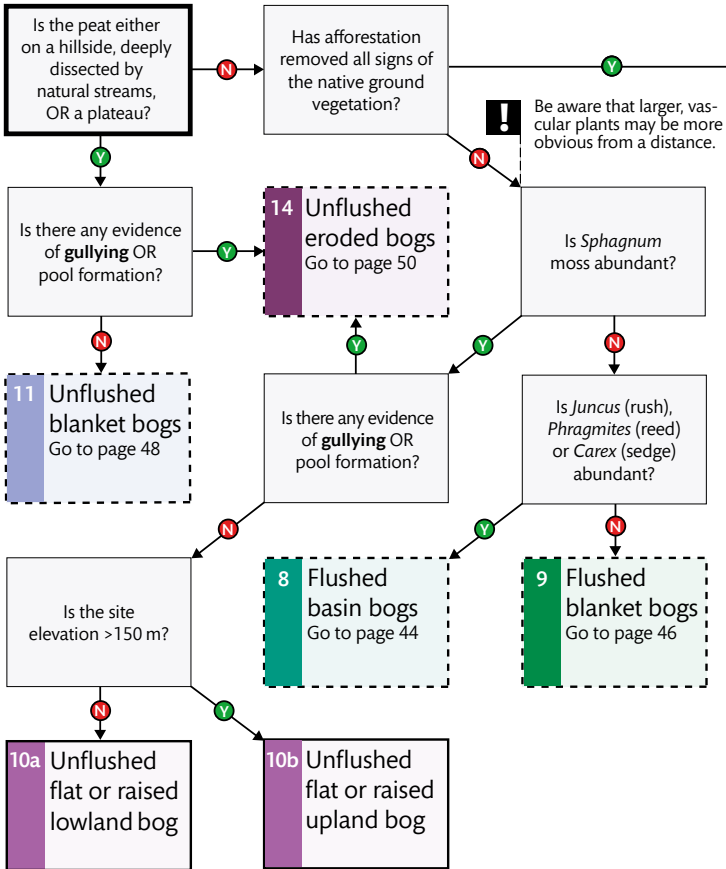 Is the peat either
on a hillside, deeply
dissected by
natural streams,
OR a plateau?
N
Has afforestation
removed all signs of
the native ground
vegetation?
Y
!
Be aware that larger, vas-
cular plants may be more
obvious from a distance.
Y
N
Is there any evidence
of gullying OR
pool formation?
Y
14
Unflushed
eroded bogs
Go to page 50
Is Sphagnum
moss abundant?
N
Y
Y
N
11
Unflushed
blanket bogs
Go to page 48
Is there any evidence
of gullying OR
pool formation?
Is Juncus (rush),
Phragmites (reed)
or Carex (sedge)
abundant?
N
Y
N
Is the site
elevation >150 m?
8
Flushed
basin bogs
Go to page 44
9
Flushed
blanket bogs
Go to page 46
N
Y
10a
Unflushed
flat or raised
lowland bog
10b
Unflushed
flat or raised
upland bog